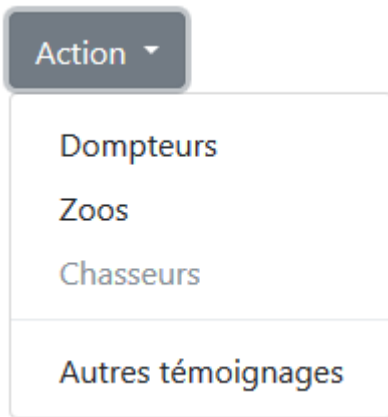 Action
Dompteurs
Zoos
Chasseurs
Autres témoignages